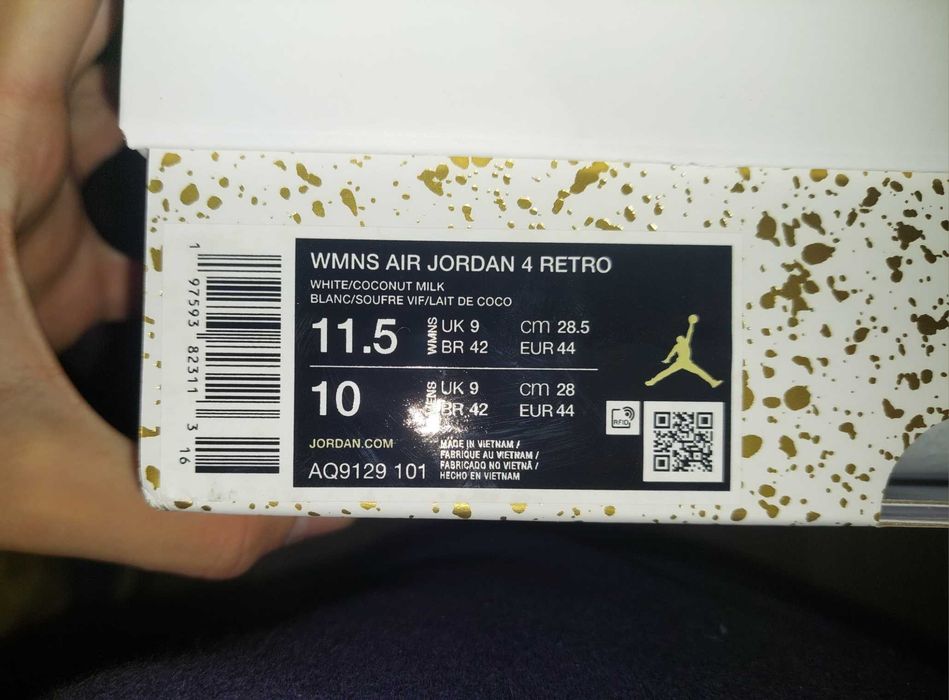 WMNS AIR JORDAN 4 RETRO
WHITE/COCONUT MILK
BLANC/SOUFRE VIF/LAIT DE COCO
11.5 WMNS UK 9 cm 28.5
BR 42 EUR 44
10 MENS UK 9 cm 28
BR 42 EUR 44
RFID
JORDAN.COM
AQ9129 101
MADE IN VIETNAM /
FABRIQUE AU VIETNAM /
FABRICADO NO VIETNÃ /
HECHO EN VIETNAM
1 97593 82311 3 16